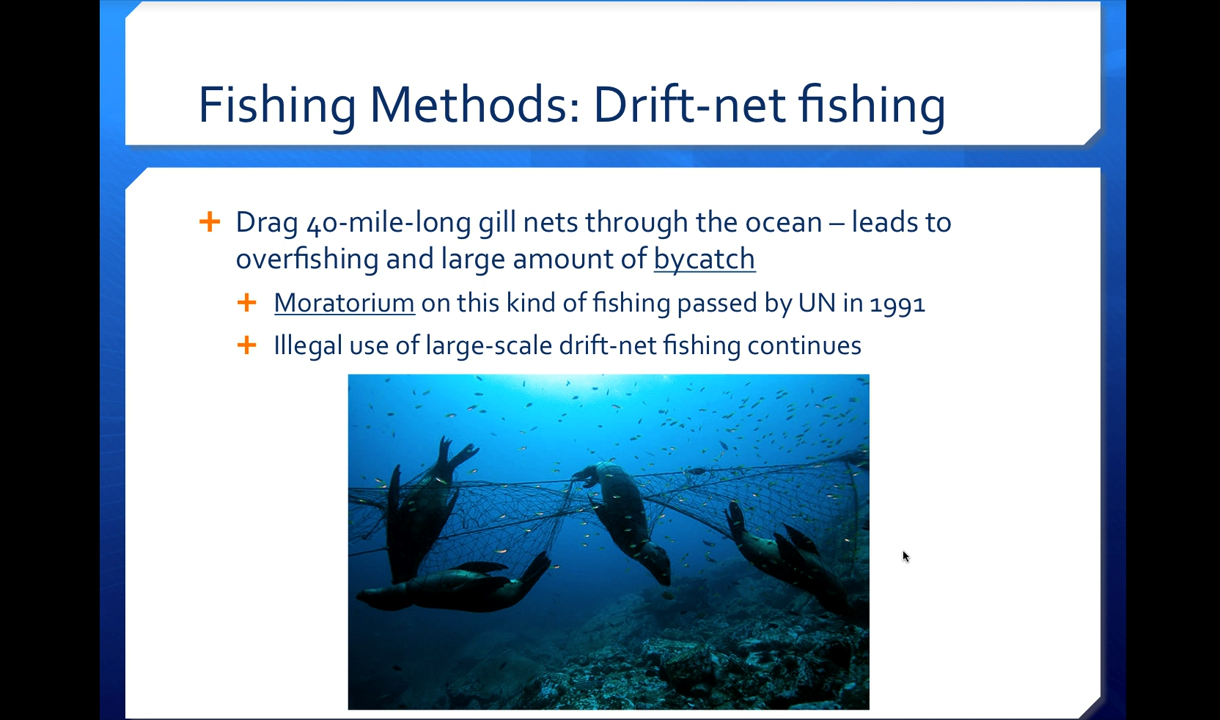 Fishing Methods: Drift-net fishing
Drag 40-mile-long gill nets through the ocean – leads to
overfishing and large amount of bycatch
Moratorium on this kind of fishing passed by UN in 1991
Illegal use of large-scale drift-net fishing continues